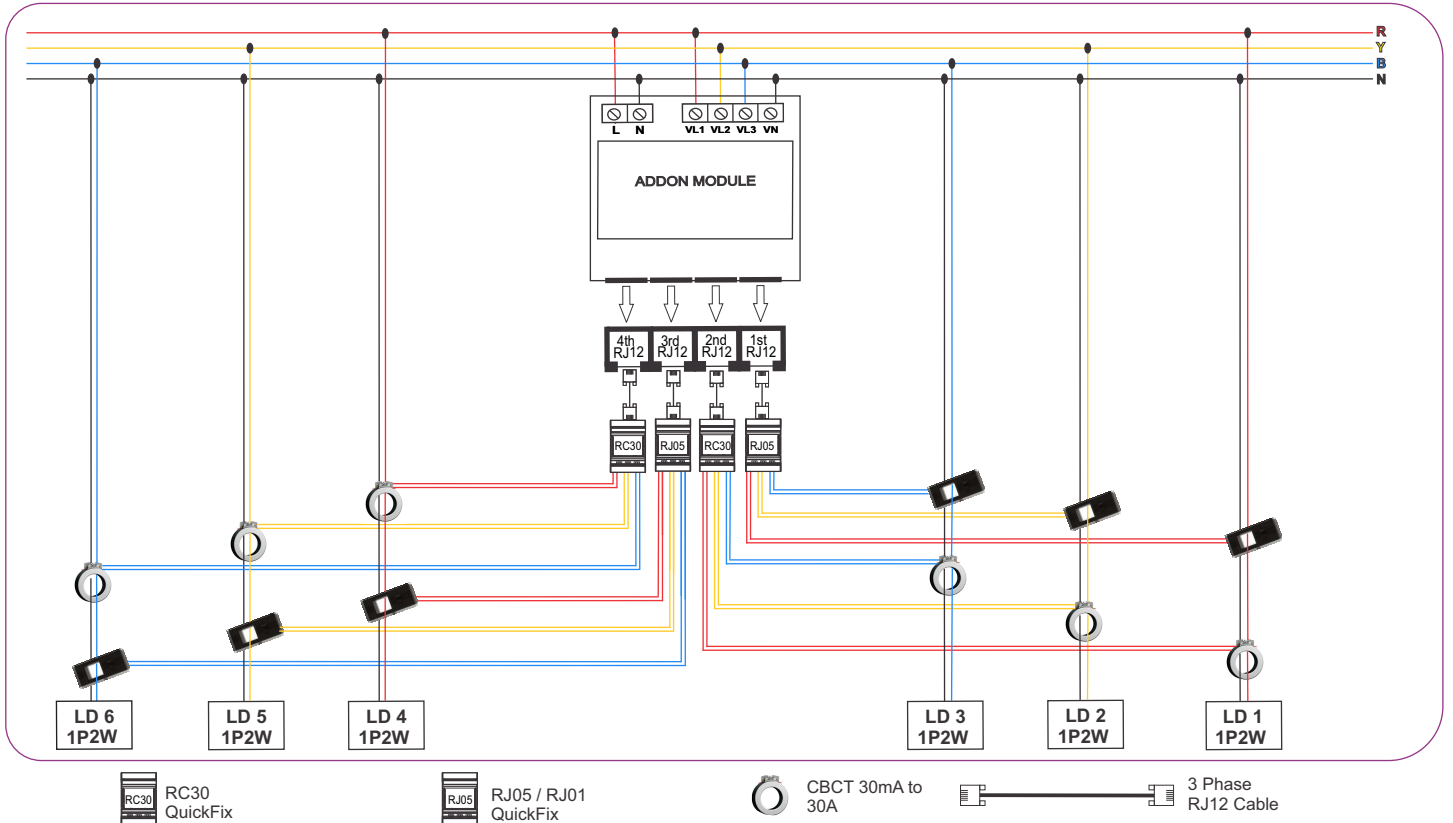 R
Y
B
N
L N VL1 VL2 VL3 VN
ADDON MODULE
4th RJ12
3rd RJ12
2nd RJ12
1st RJ12
RC30 RJ05 RC30 RJ05
LD 6
1P2W
LD 5
1P2W
LD 4
1P2W
LD 3
1P2W
LD 2
1P2W
LD 1
1P2W
RC30
RC30
QuickFix
RJ05
RJ05 / RJ01
QuickFix
CBCT 30mA to
30A
3 Phase
RJ12 Cable